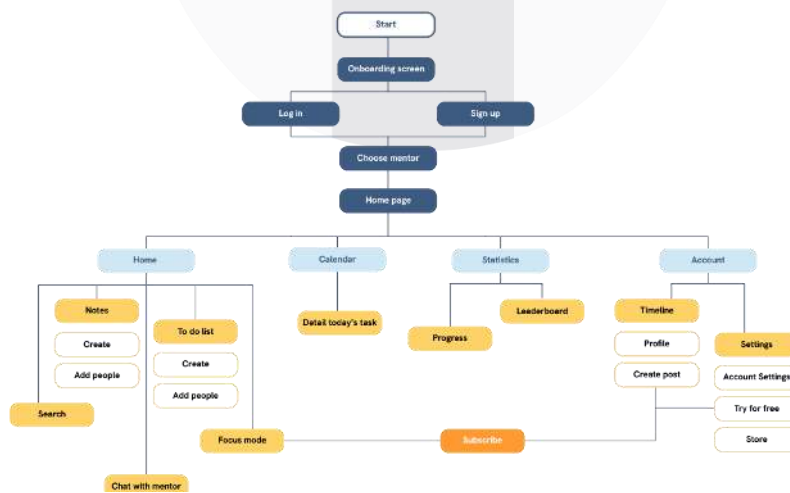 Start
Onboarding screen
Log in
Sign up
Choose mentor
Home page
Home
Calendar
Statistics
Account
Notes
Create
Add people
To do list
Create
Add people
Search
Focus mode
Chat with mentor
Detail today's task
Progress
Leaderboard
Timeline
Profile
Create post
Settings
Account Settings
Try for free
Store
Subscribe